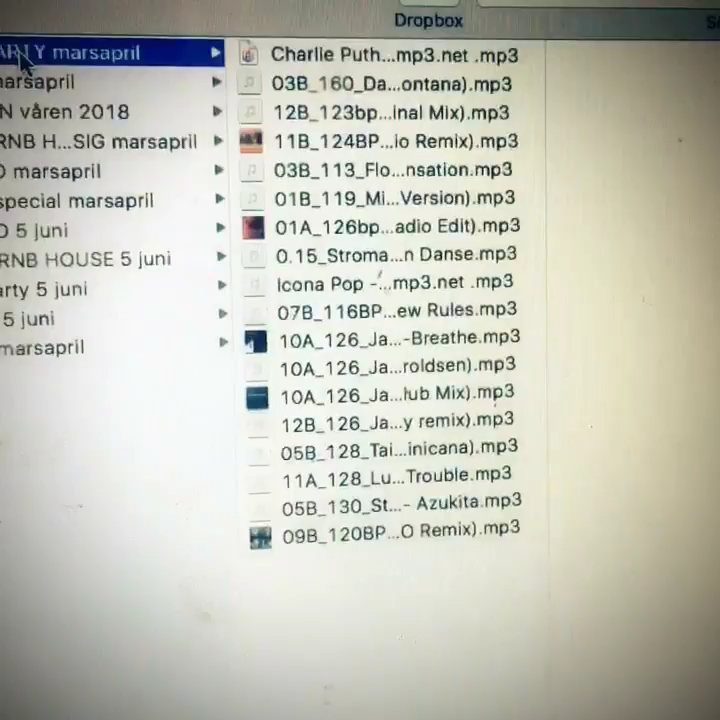 Dropbox
ARTY marsapril
marsapril
N våren 2018
RNB H...SIG marsapril
O marsapril
special marsapril
O 5 juni
RNB HOUSE 5 juni
arty 5 juni
5 juni
marsapril
Charlie Puth...mp3.net .mp3
03B_160_Da...ontana).mp3
12B_123bp...inal Mix).mp3
11B_124BP...io Remix).mp3
03B_113_Flo...nsation.mp3
01B_119_Mi...Version).mp3
01A_126bp...adio Edit).mp3
0.15_Stroma...n Danse.mp3
Icona Pop -...mp3.net .mp3
07B_116BP...ew Rules.mp3
10A_126_Ja...-Breathe.mp3
10A_126_Ja...roldsen).mp3
10A_126_Ja...lub Mix).mp3
12B_126_Ja...y remix).mp3
05B_128_Tai...inicana).mp3
11A_128_Lu...Trouble.mp3
05B_130_St...- Azukita.mp3
09B_120BP...O Remix).mp3